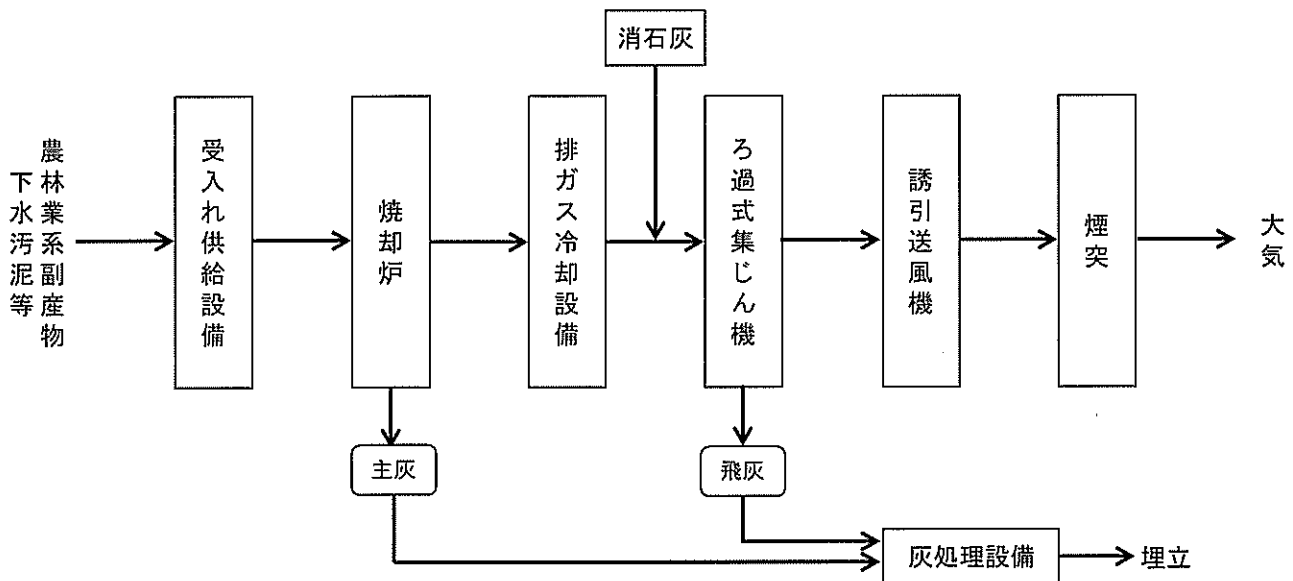 消石灰
農林業系副産物
下水汚泥等
受入れ供給設備
焼却炉
排ガス冷却設備
ろ過式集じん機
誘引送風機
煙突
大気
主灰
飛灰
灰処理設備
埋立